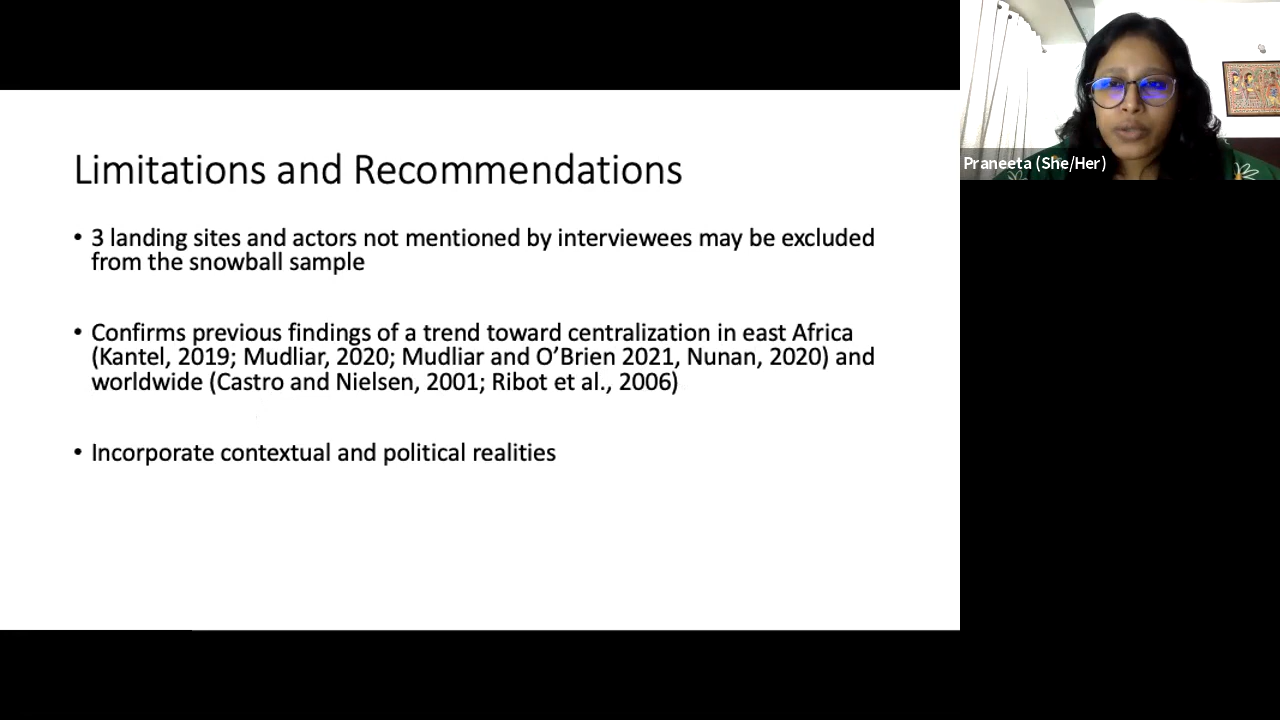 Limitations and Recommendations
• 3 landing sites and actors not mentioned by interviewees may be excluded
from the snowball sample
• Confirms previous findings of a trend toward centralization in east Africa
(Kantel, 2019; Mudliar, 2020; Mudliar and O’Brien 2021, Nunan, 2020) and
worldwide (Castro and Nielsen, 2001; Ribot et al., 2006)
• Incorporate contextual and political realities
Praneeta (She/Her)